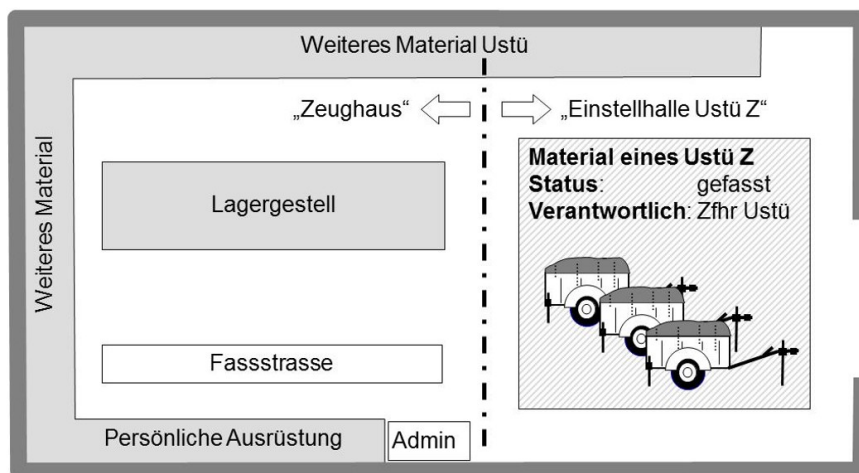 Weiteres Material Ustü
„Zeughaus“
„Einstellhalle Ustü Z“
Weiteres Material
Lagergestell
Material eines Ustü Z
Status: gefasst
Verantwortlich: Zfhr Ustü
Fassstrasse
Persönliche Ausrüstung
Admin